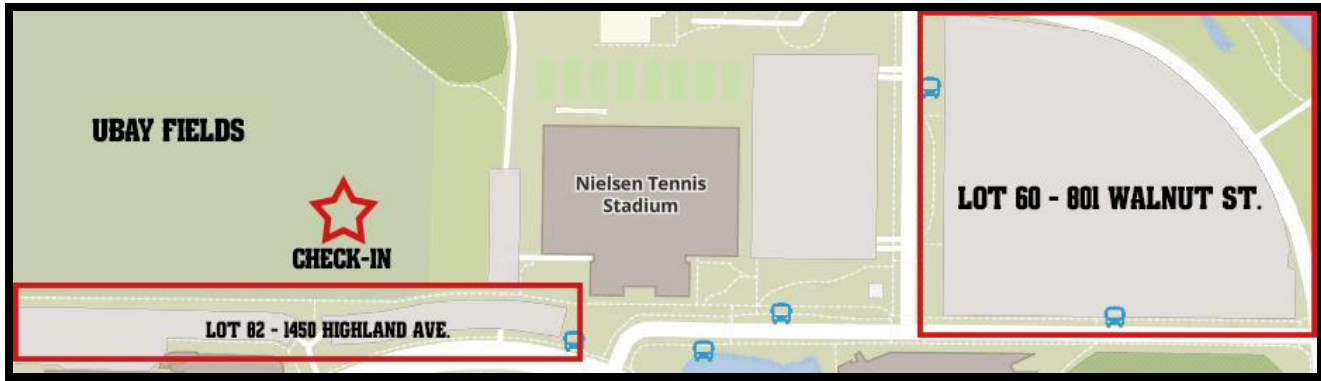 UBAY FIELDS
CHECK-IN
LOT 82 - 1450 HIGHLAND AVE.
Nielsen Tennis
Stadium
LOT 60 - 801 WALNUT ST.